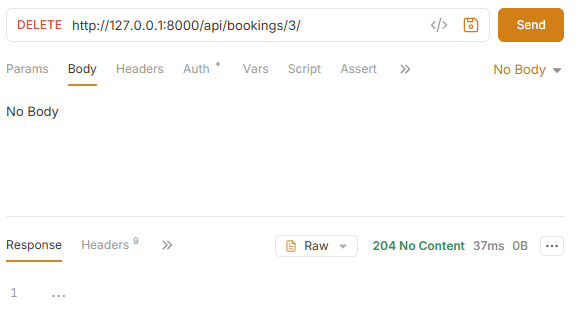 DELETE http://127.0.0.1:8000/api/bookings/3/ </> Send
Params Body Headers Auth Vars Script Assert >> No Body
No Body
Response Headers 9 >> Raw 204 No Content 37ms 0B ...
1 ...